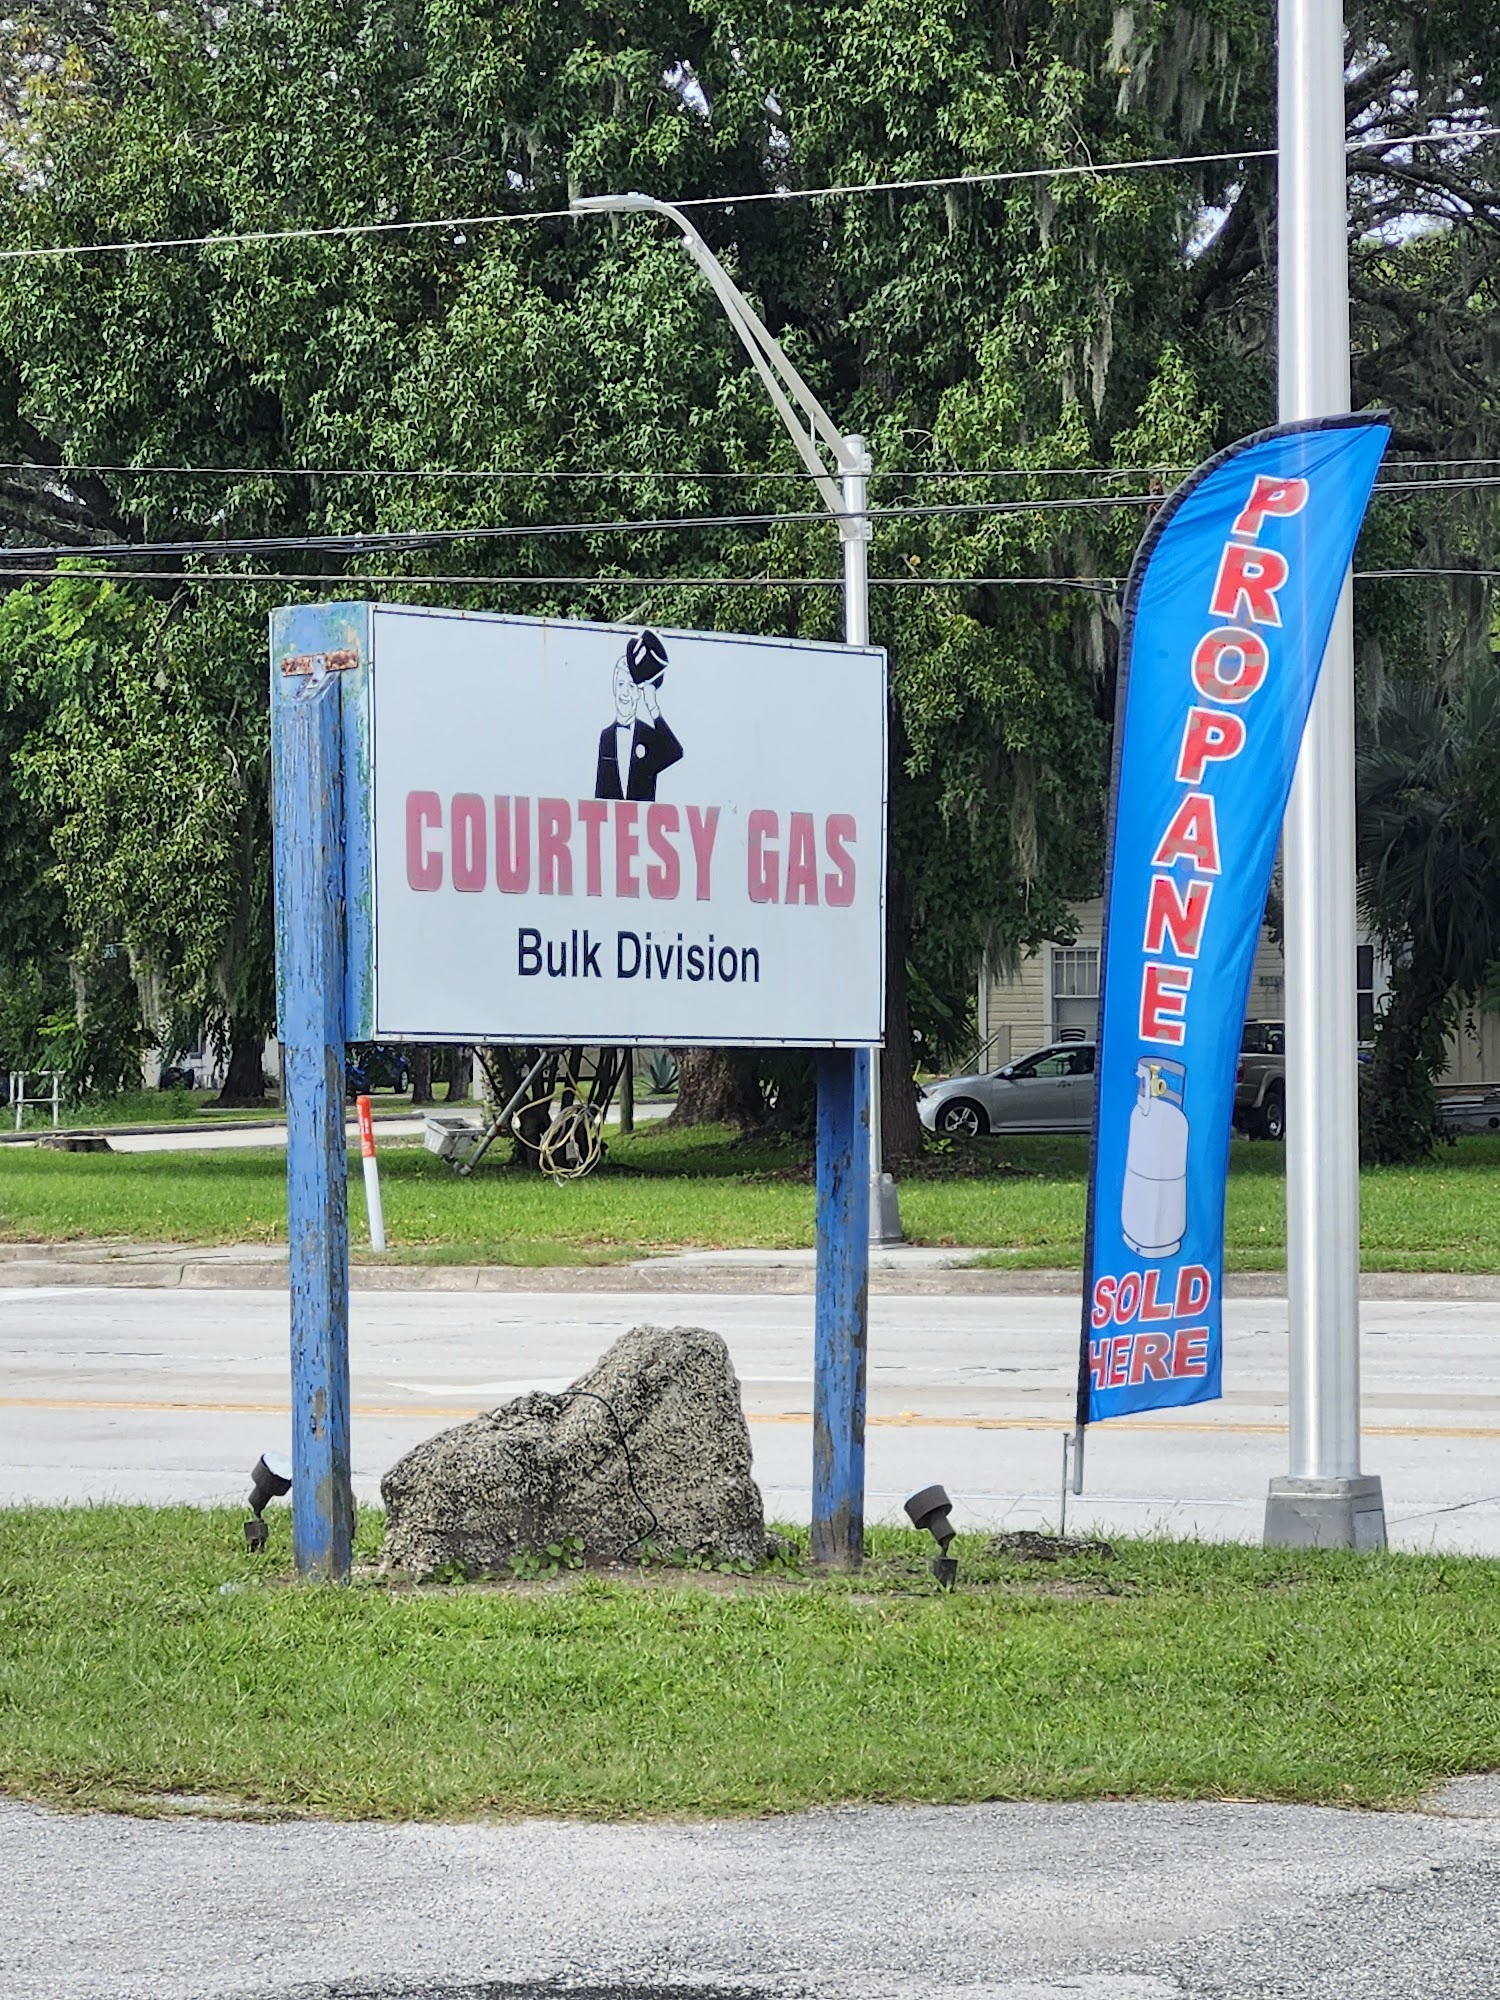 COURTESY GAS
Bulk Division
PROPANE
SOLD
HERE